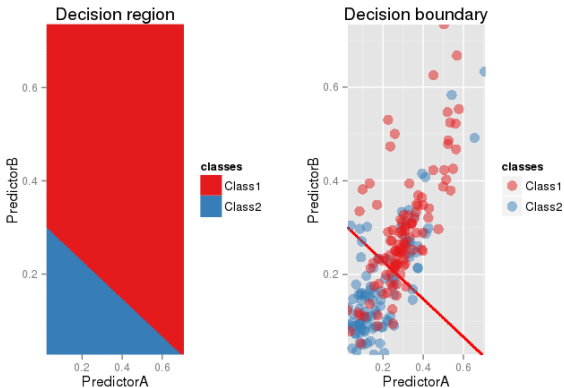 Decision region
PredictorB
0.6
0.4
0.2
0.2 0.4 0.6
PredictorA
classes
Class1
Class2
Decision boundary
PredictorB
0.6
0.4
0.2
0.2 0.4 0.6
PredictorA
classes
Class1
Class2